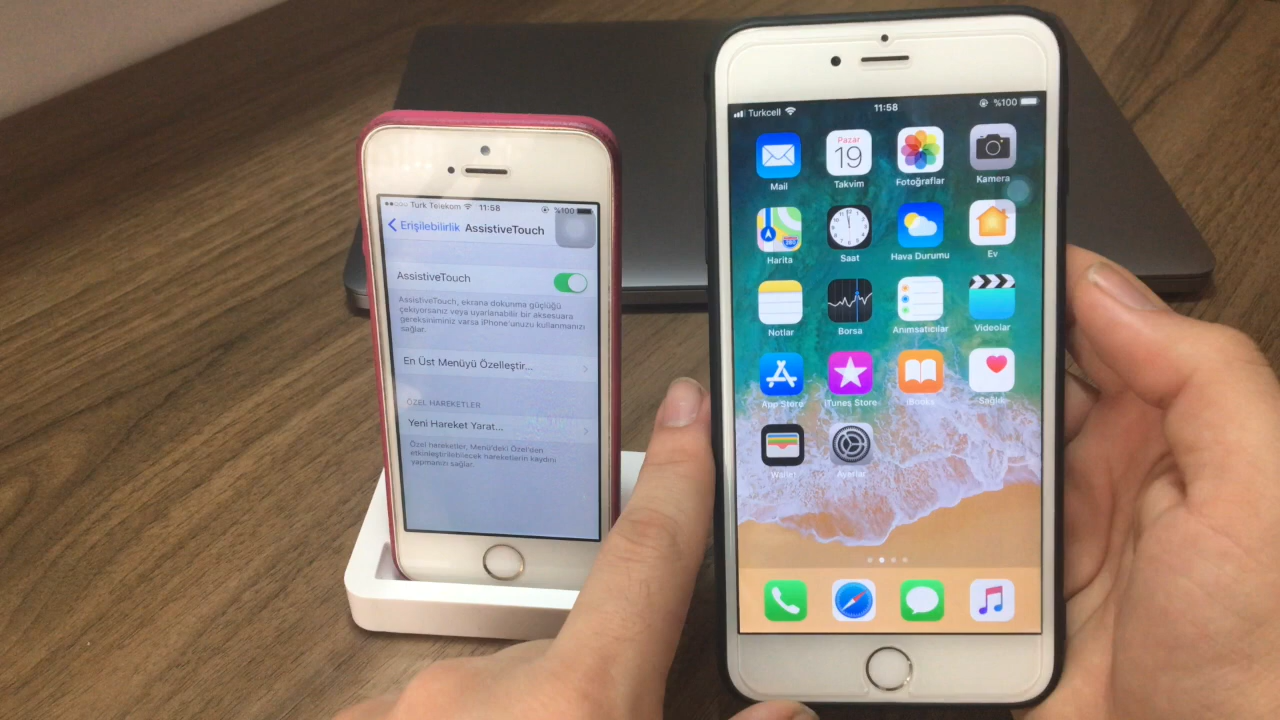 Turk Telekom 11:58 %100
Erişilebilirlik AssistiveTouch
AssistiveTouch
AssistiveTouch, ekrana dokunma güçlüğü
çekiyorsanız veya uyarlanabilir bir aksesuara
gereksiniminiz varsa iPhone'unuzu kullanmanızı
sağlar.
En Üst Menüyü Özelleştir...
ÖZEL HAREKETLER
Yeni Hareket Yarat...
Özel hareketler, Menü'deki Özel'den
etkinleştirilebilecek hareketlerin kaydını
yapmanızı sağlar.
Turkcell 11:58 %100
Pazar
19
Mail Takvim Fotoğraflar Kamera
280
Harita Saat Hava Durumu Ev
Notlar Borsa Anımsatıcılar Videolar
App Store iTunes Store iBooks Sağlık
Wallet Ayarlar